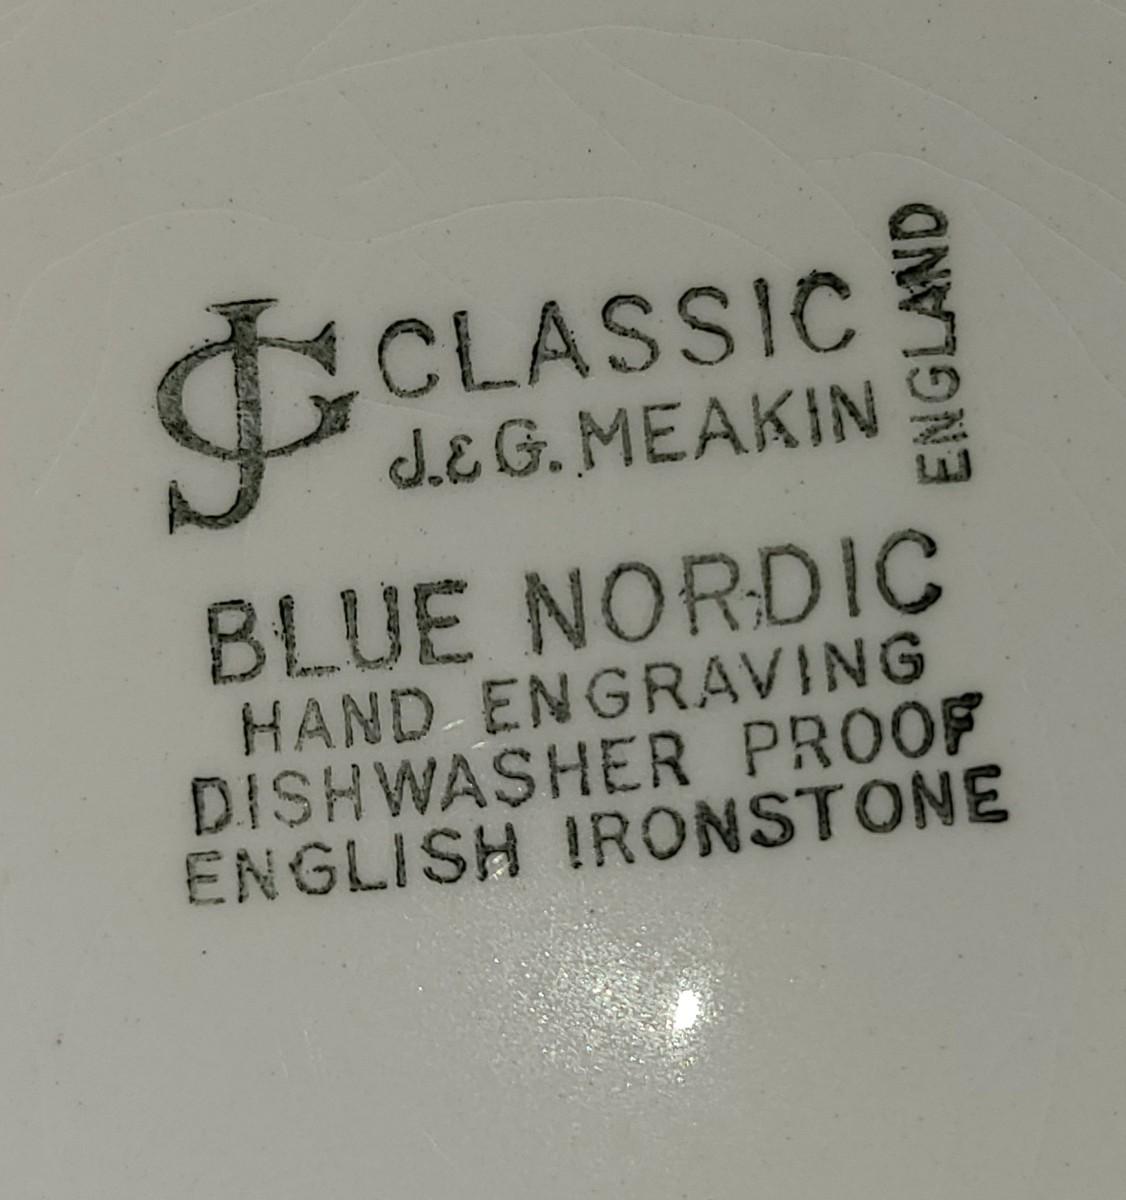 JG CLASSIC
J.&G. MEAKIN
ENGLAND
BLUE NORDIC
HAND ENGRAVING
DISHWASHER PROOF
ENGLISH IRONSTONE